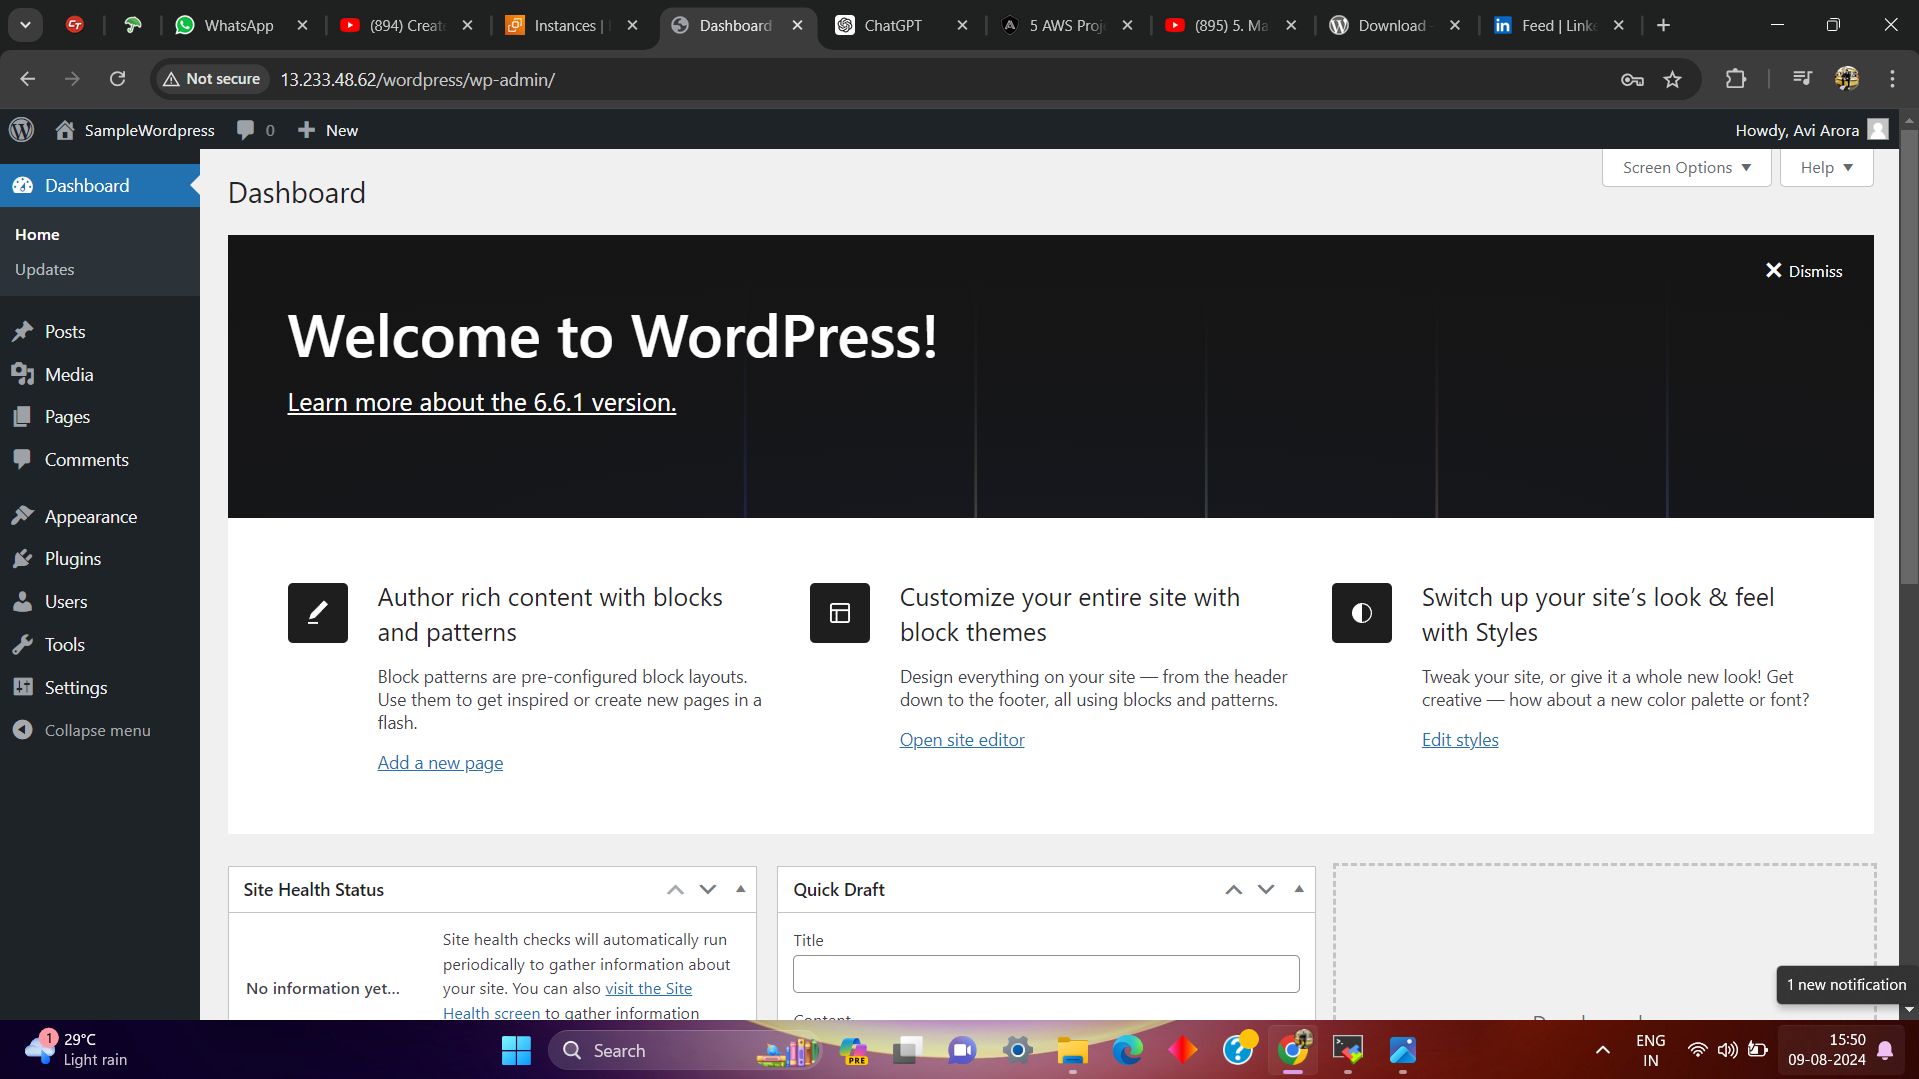 WhatsApp
(894) Create
Instances |
Dashboard
ChatGPT
5 AWS Proj
(895) 5. Ma
Download
Feed | Linke
Not secure
13.233.48.62/wordpress/wp-admin/
SampleWordpress
0
New
Howdy, Avi Arora
Screen Options
Help
Dashboard
Home
Updates
Posts
Media
Pages
Comments
Appearance
Plugins
Users
Tools
Settings
Collapse menu
Dashboard
Dismiss
Welcome to WordPress!
Learn more about the 6.6.1 version.
Author rich content with blocks
and patterns
Block patterns are pre-configured block layouts.
Use them to get inspired or create new pages in a
flash.
Add a new page
Customize your entire site with
block themes
Design everything on your site — from the header
down to the footer, all using blocks and patterns.
Open site editor
Switch up your site’s look & feel
with Styles
Tweak your site, or give it a whole new look! Get
creative — how about a new color palette or font?
Edit styles
Site Health Status
No information yet...
Site health checks will automatically run
periodically to gather information about
your site. You can also visit the Site
Health screen to gather information
Quick Draft
Title
Content
1 new notification
1
29°C
Light rain
Search
PRE
ENG
IN
15:50
09-08-2024